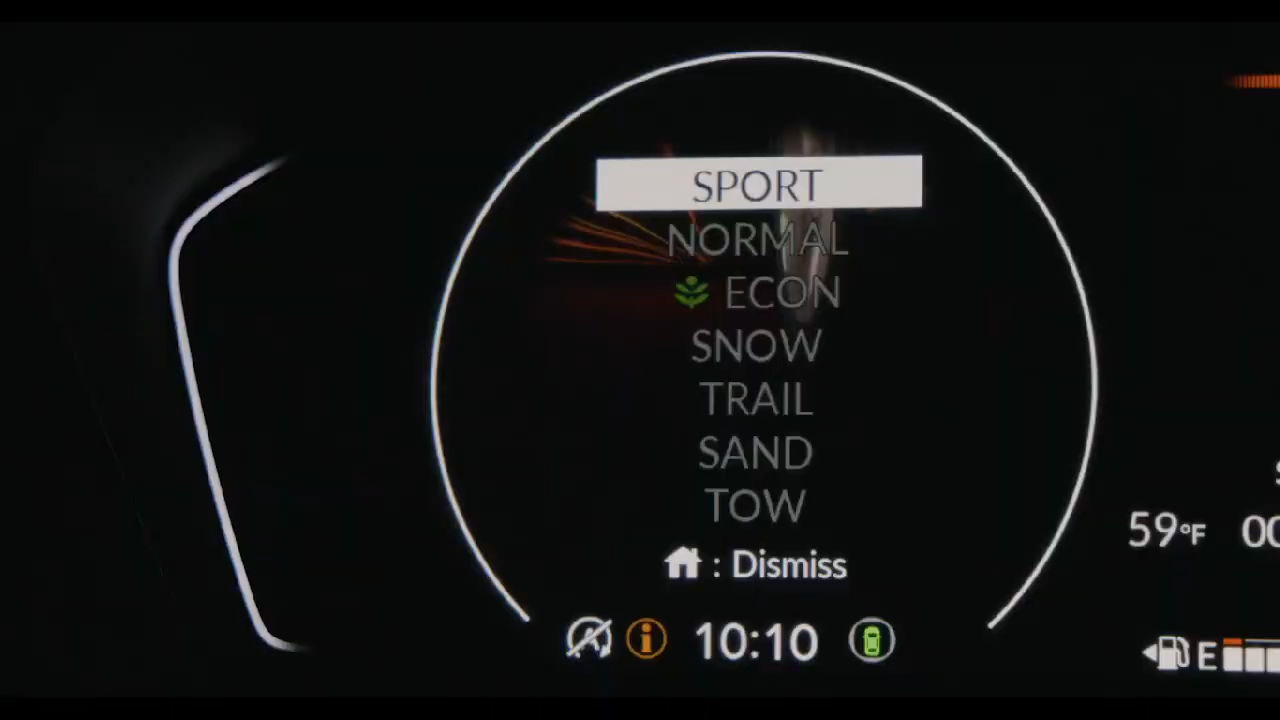 SPORT
NORMAL
ECON
SNOW
TRAIL
SAND
TOW
: Dismiss
10:10
59°F
E